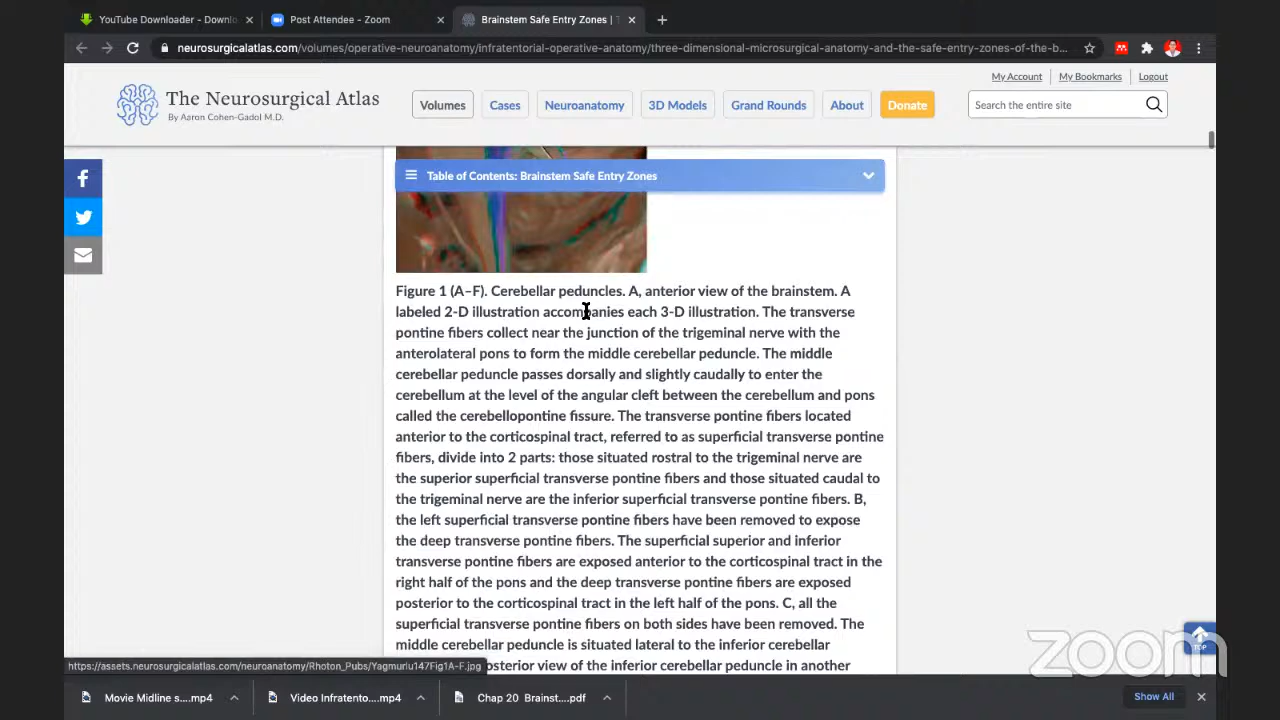 YouTube Downloader - Downlo
Post Attendee - Zoom
Brainstem Safe Entry Zones | T
neurosurgicalatlas.com/volumes/operative-neuroanatomy/infratentorial-operative-anatomy/three-dimensional-microsurgical-anatomy-and-the-safe-entry-zones-of-the-b...
My Account
My Bookmarks
Logout
The Neurosurgical Atlas
By Aaron Cohen-Gadol M.D.
Volumes
Cases
Neuroanatomy
3D Models
Grand Rounds
About
Donate
Search the entire site
Table of Contents: Brainstem Safe Entry Zones
Figure 1 (A–F). Cerebellar peduncles. A, anterior view of the brainstem. A
labeled 2-D illustration accompanies each 3-D illustration. The transverse
pontine fibers collect near the junction of the trigeminal nerve with the
anterolateral pons to form the middle cerebellar peduncle. The middle
cerebellar peduncle passes dorsally and slightly caudally to enter the
cerebellum at the level of the angular cleft between the cerebellum and pons
called the cerebellopontine fissure. The transverse pontine fibers located
anterior to the corticospinal tract, referred to as superficial transverse pontine
fibers, divide into 2 parts: those situated rostral to the trigeminal nerve are
the superior superficial transverse pontine fibers and those situated caudal to
the trigeminal nerve are the inferior superficial transverse pontine fibers. B,
the left superficial transverse pontine fibers have been removed to expose
the deep transverse pontine fibers. The superficial superior and inferior
transverse pontine fibers are exposed anterior to the corticospinal tract in the
right half of the pons and the deep transverse pontine fibers are exposed
posterior to the corticospinal tract in the left half of the pons. C, all the
superficial transverse pontine fibers on both sides have been removed. The
middle cerebellar peduncle is situated lateral to the inferior cerebellar
posterior view of the inferior cerebellar peduncle in another
TOP
zoom
https://assets.neurosurgicalatlas.com/neuroanatomy/Rhoton_Pubs/Yagmurlu147Fig1A-F.jpg
Movie Midline s....mp4
Video Infratento....mp4
Chap 20 Brainst....pdf
Show All